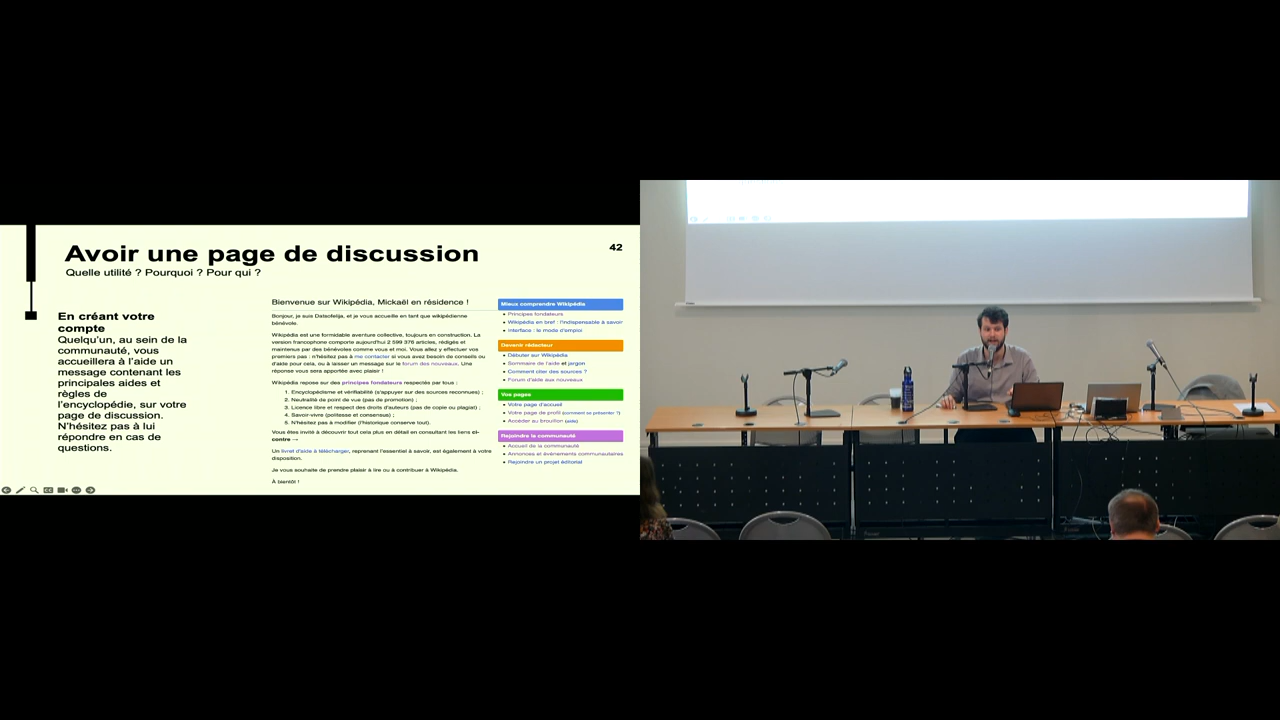 Avoir une page de discussion
42
Quelle utilité ? Pourquoi ? Pour qui ?
En créant votre
compte
Quelqu'un, au sein de la
communauté, vous
accueillera à l'aide un
message contenant les
principales aides et
règles de
l'encyclopédie, sur votre
page de discussion.
N'hésitez pas à lui
répondre en cas de
questions.
Bienvenue sur Wikipédia, Mickaël en résidence !
Bonjour, je suis Datsofelija, et je vous accueille en tant que wikipédienne
bénévole.
Wikipédia est une formidable aventure collective, toujours en construction. La
version francophone comporte aujourd'hui 2 599 378 articles, rédigés et
maintenus par des bénévoles comme vous et moi. Vous allez y effectuer vos
premiers pas : n'hésitez pas à me contacter si vous avez besoin de conseils ou
d'aide pour cela, ou à laisser un message sur le forum des nouveaux. Une
réponse vous sera apportée avec plaisir !
Wikipédia repose sur des principes fondateurs respectés par tous :
1. Encyclopédisme et vérifiabilité (s'appuyer sur des sources reconnues) ;
2. Neutralité de point de vue (pas de promotion) ;
3. Licence libre et respect des droits d'auteurs (pas de copie ou plagiat) ;
4. Savoir-vivre (politesse et consensus) ;
5. N'hésitez pas à modifier (l'historique conserve tout).
Vous êtes invité à découvrir tout cela plus en détail en consultant les liens ci-
contre →
Un livret d'aide à télécharger, reprenant l'essentiel à savoir, est également à votre
disposition.
Je vous souhaite de prendre plaisir à lire ou à contribuer à Wikipédia.
À bientôt !
Mieux comprendre Wikipédia
• Principes fondateurs
• Wikipédia en bref : l'indispensable à savoir
• Interface : le mode d'emploi
Devenir rédacteur
• Débuter sur Wikipédia
• Sommaire de l'aide et jargon
• Comment citer des sources ?
• Forum d'aide aux nouveaux
Vos pages
• Votre page d'accueil
• Votre page de profil (comment se présenter ?)
• Accéder au brouillon (aide)
Rejoindre la communauté
• Accueil de la communauté
• Annonces et évènements communautaires
• Rejoindre un projet éditorial